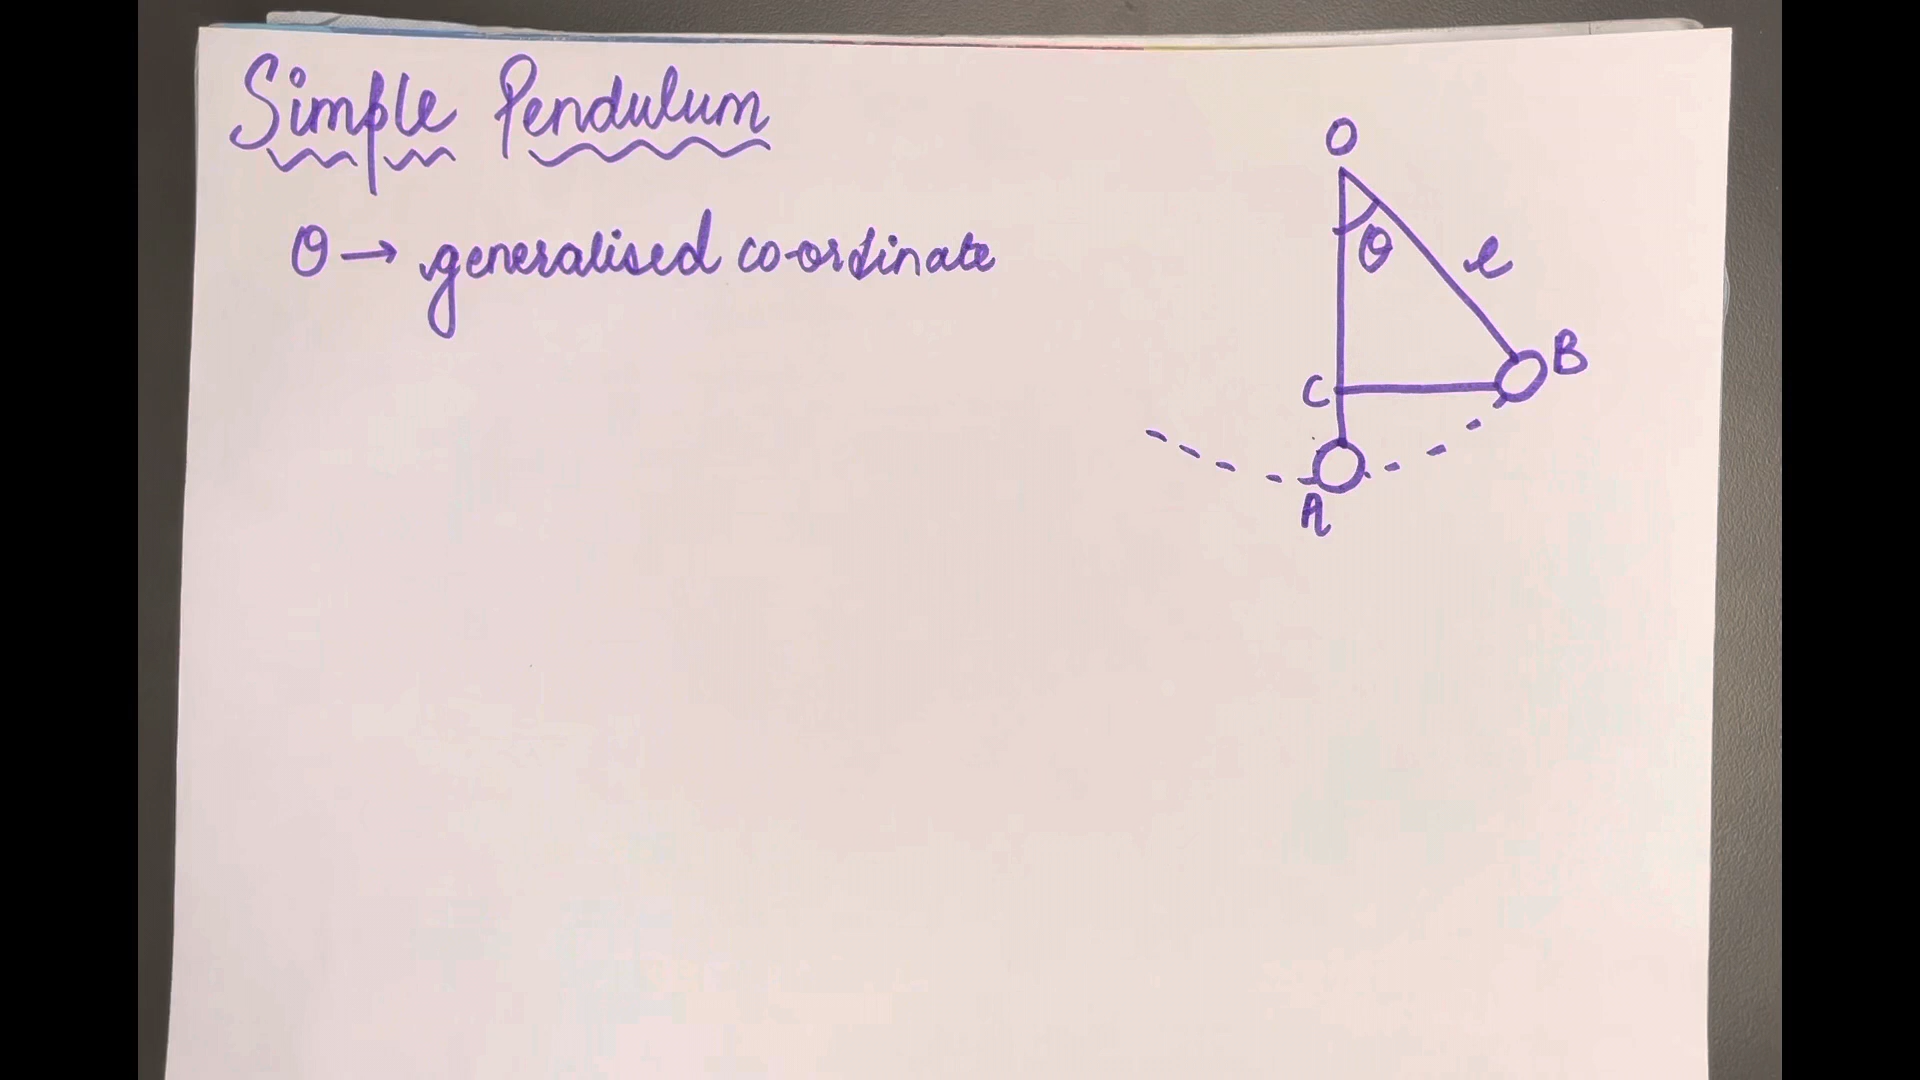 Simple Pendulum
θ → generalised co-ordinate
O
θ
l
B
C
A